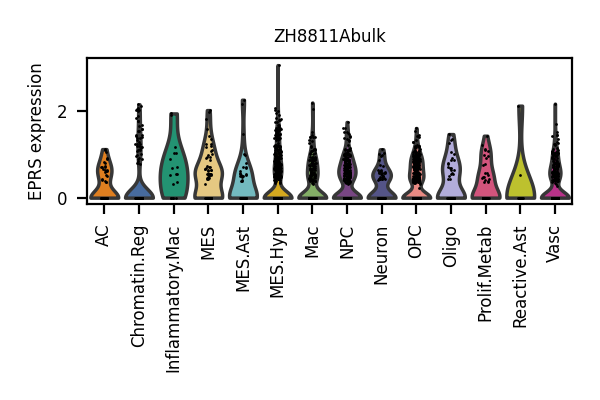 ZH8811Abulk
EPRS expression
2
0
AC
Chromatin.Reg
Inflammatory.Mac
MES
MES.Ast
MES.Hyp
Mac
NPC
Neuron
OPC
Oligo
Prolif.Metab
Reactive.Ast
Vasc